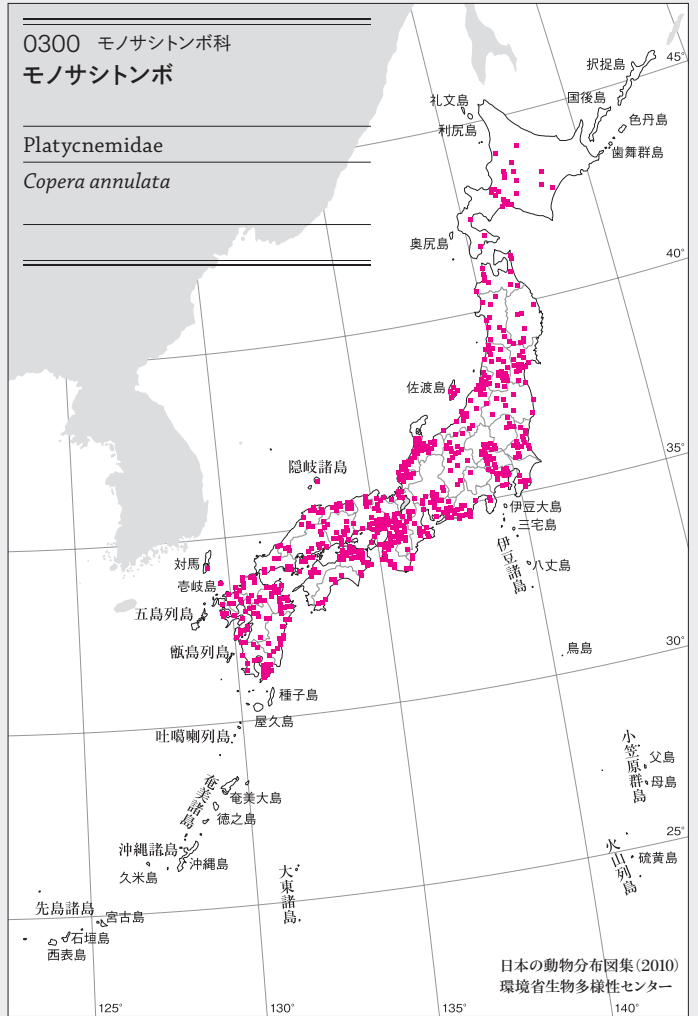 0300 モノサシトンボ科
モノサシトンボ
Platycnemidae
Copera annulata
45°
択捉島
礼文島
国後島
色丹島
利尻島
歯舞群島
奥尻島
40°
佐渡島
35°
隠岐諸島
伊豆大島
三宅島
伊豆諸島
八丈島
対馬
壱岐島
五島列島
甑島列島
鳥島
30°
種子島
屋久島
吐噶喇列島
小笠原群島
父島
母島
奄美諸島
奄美大島
徳之島
25°
沖縄諸島
沖縄島
久米島
大東諸島
火山列島
硫黄島
先島諸島
宮古島
石垣島
西表島
日本の動物分布図集(2010)
環境省生物多様性センター
125°
130°
135°
140°